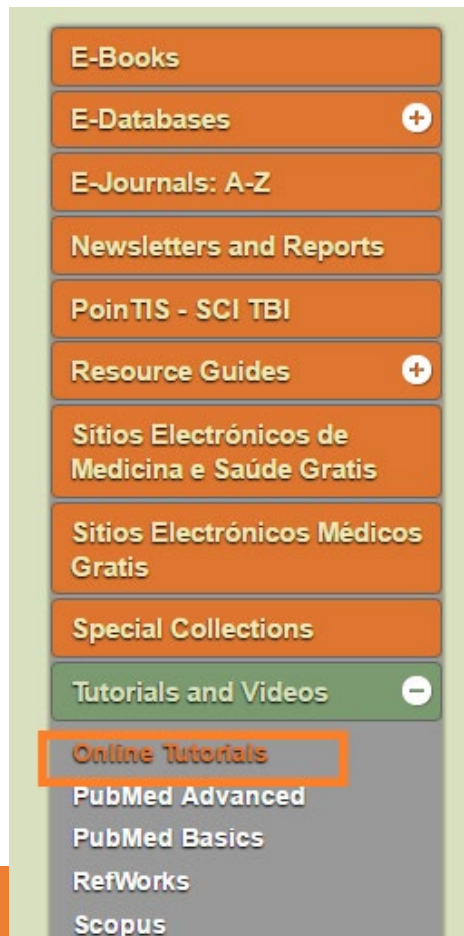 E-Books
E-Databases
E-Journals: A-Z
Newsletters and Reports
PoinTIS - SCI TBI
Resource Guides
Sítios Electrónicos de
Medicina e Saúde Gratis
Sitios Electrónicos Médicos
Gratis
Special Collections
Tutorials and Videos
Online Tutorials
PubMed Advanced
PubMed Basics
RefWorks
Scopus